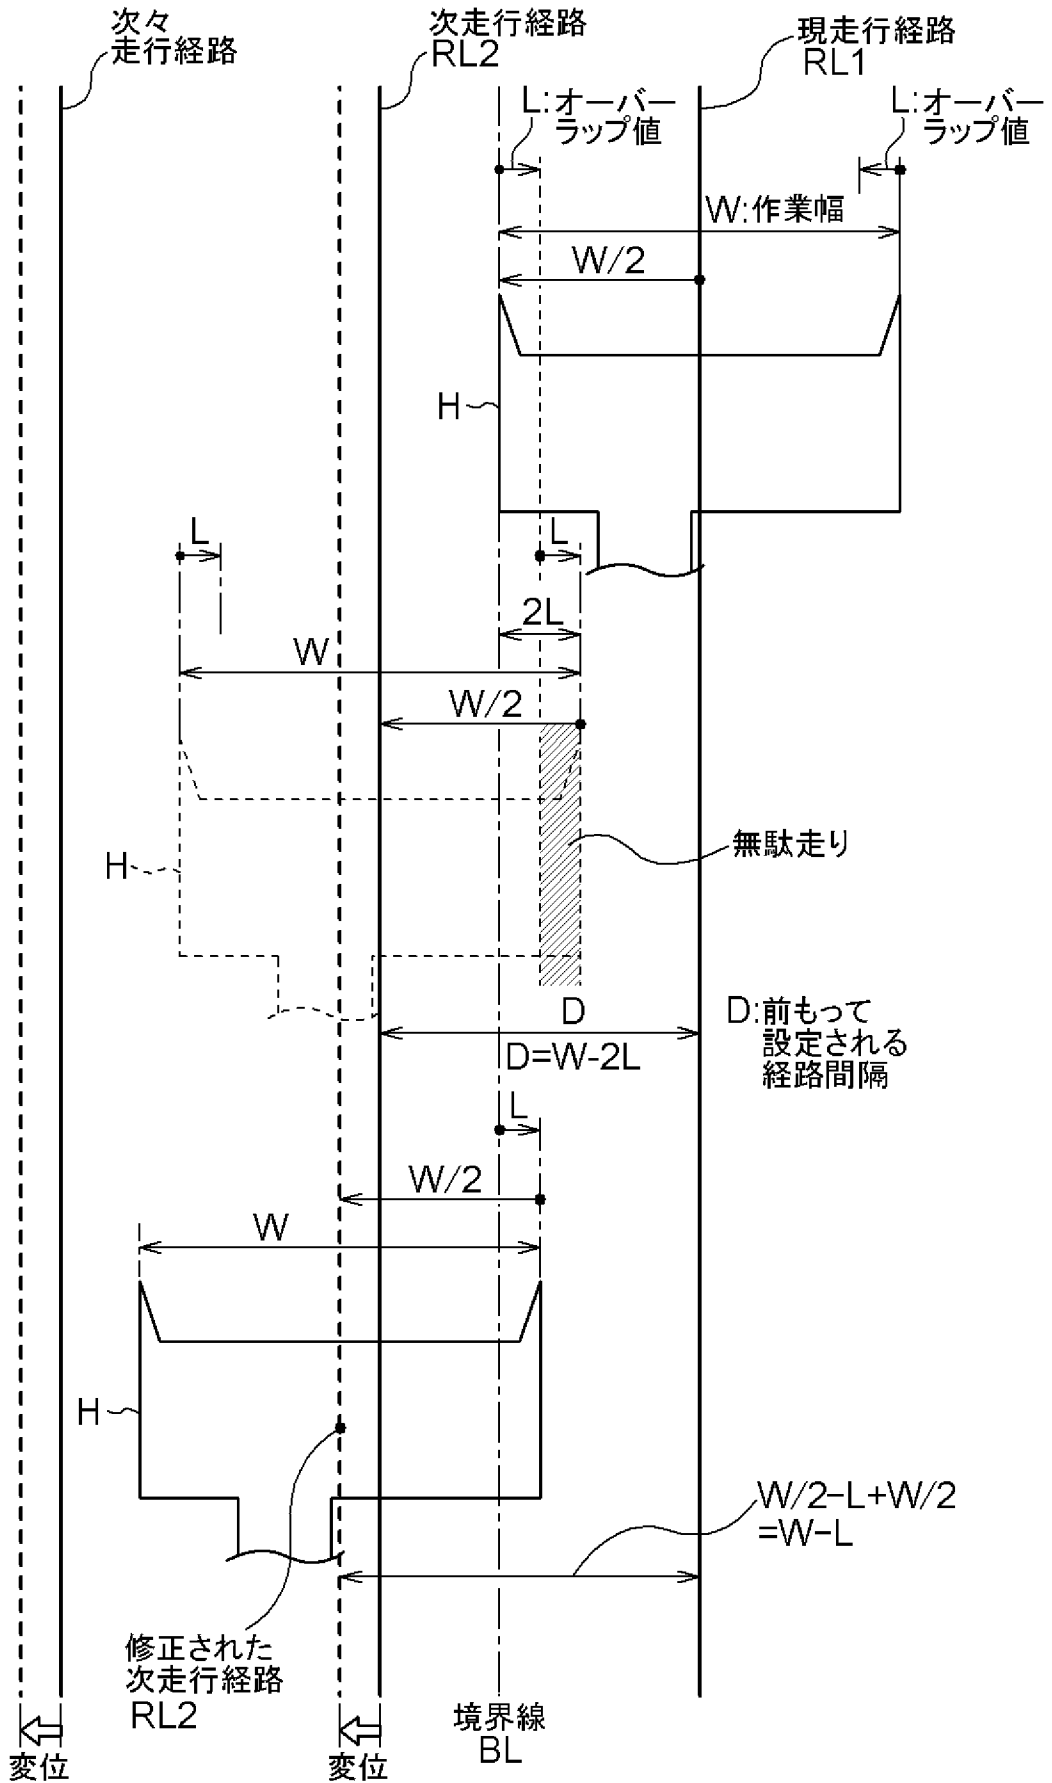 次々
走行経路
次走行経路
RL2
現走行経路
RL1
L:オーバー
ラップ値
L:オーバー
ラップ値
W:作業幅
W/2
H
L
L
2L
W
W/2
H
無駄走り
D
D=W-2L
D:前もって
設定される
経路間隔
L
W/2
W
H
W/2-L+W/2
=W-L
修正された
次走行経路
RL2
境界線
BL
変位
変位